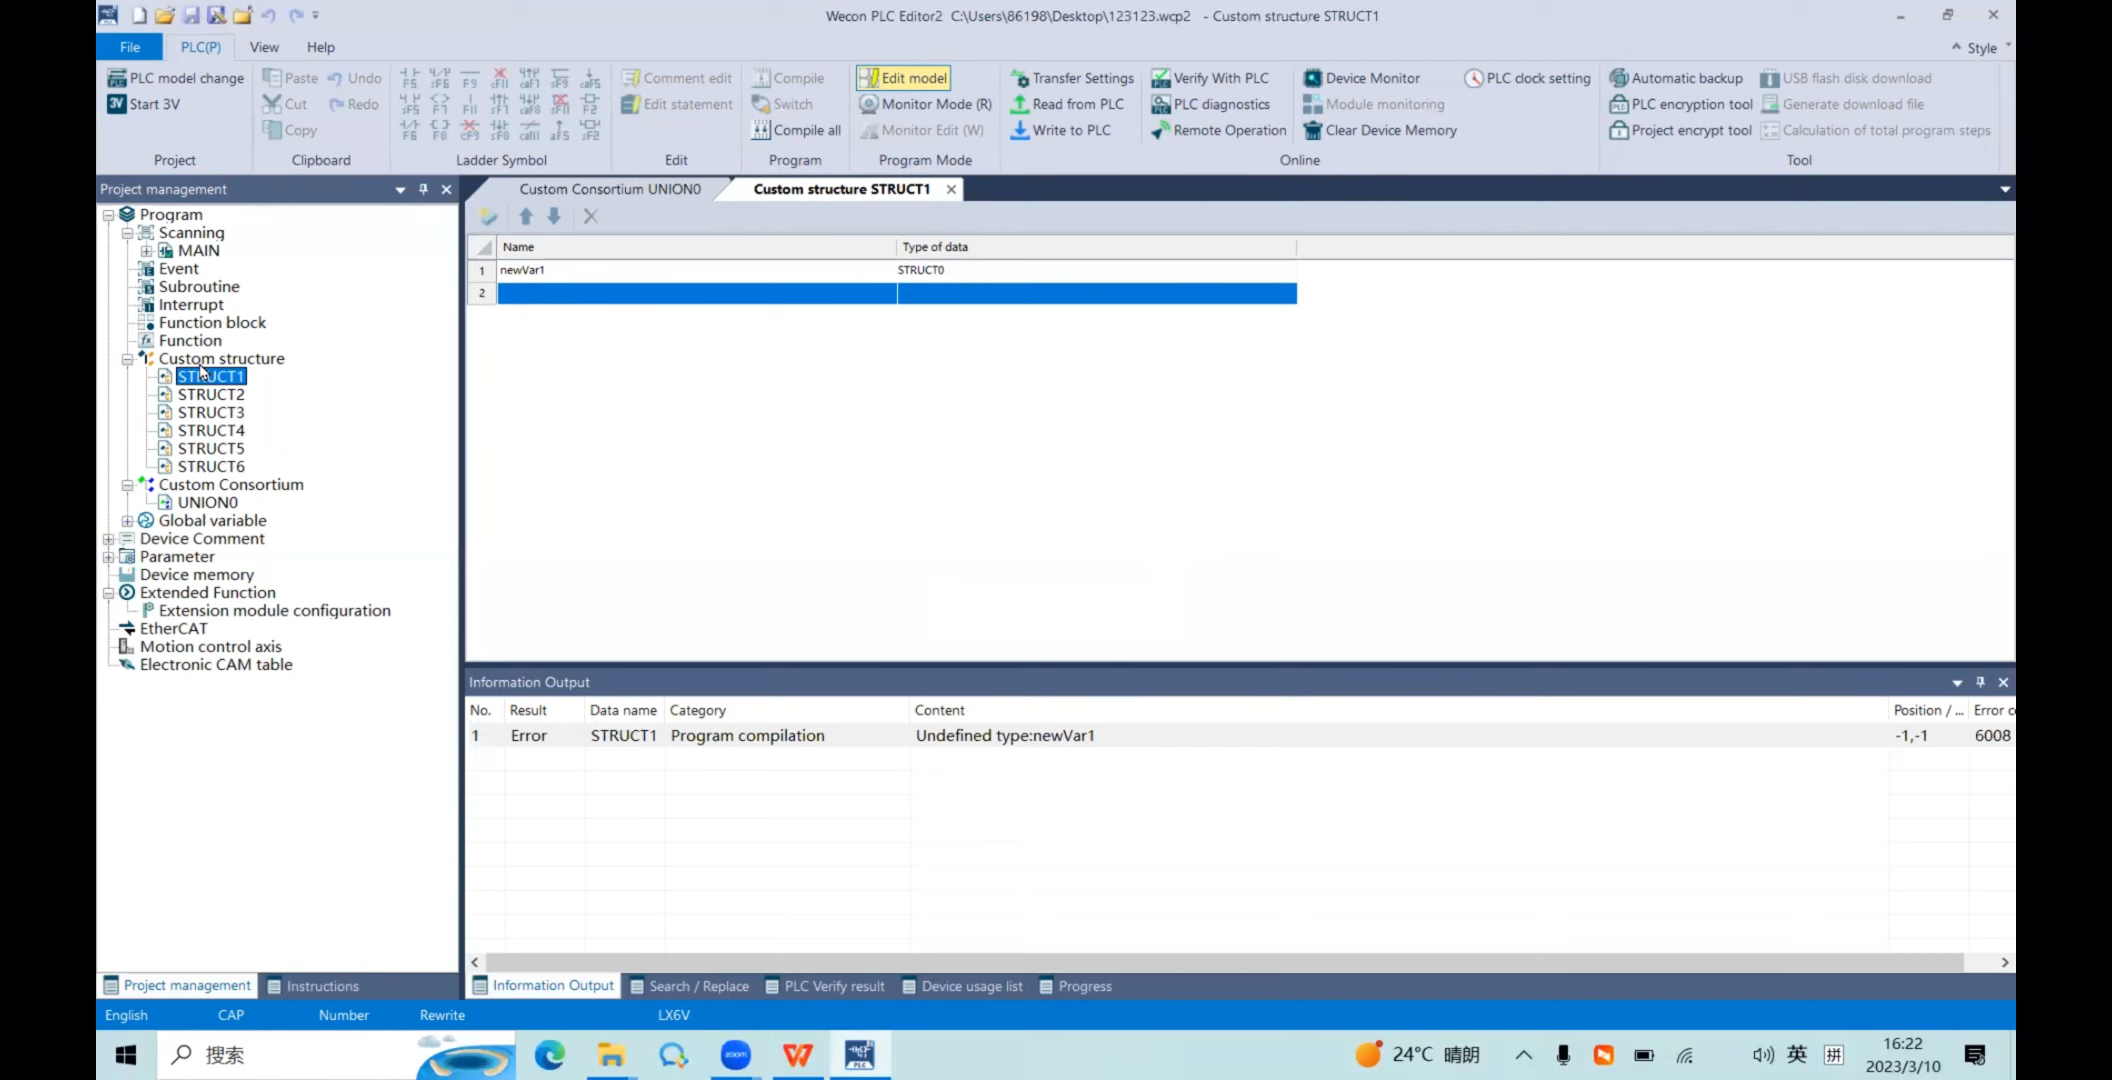 Wecon PLC Editor2 C:\Users\86198\Desktop\123123.wcp2 - Custom structure STRUCT1
File PLC(P) View Help
Style
PLC model change
Start 3V
Project
Paste Undo
Cut Redo
Copy
Clipboard
Ladder Symbol
Comment edit
Edit statement
Edit
Compile
Switch
Compile all
Program
Edit model
Monitor Mode (R)
Monitor Edit (W)
Program Mode
Transfer Settings
Read from PLC
Write to PLC
Verify With PLC
PLC diagnostics
Remote Operation
Device Monitor
Module monitoring
Clear Device Memory
PLC clock setting
Online
Automatic backup
PLC encryption tool
Project encrypt tool
USB flash disk download
Generate download file
Calculation of total program steps
Tool
Project management
Program
Scanning
MAIN
Event
Subroutine
Interrupt
Function block
Function
Custom structure
STRUCT1
STRUCT2
STRUCT3
STRUCT4
STRUCT5
STRUCT6
Custom Consortium
UNION0
Global variable
Device Comment
Parameter
Device memory
Extended Function
Extension module configuration
EtherCAT
Motion control axis
Electronic CAM table
Project management Instructions
Custom Consortium UNION0 Custom structure STRUCT1
Name Type of data
1 newVar1 STRUCT0
2
Information Output
No. Result Data name Category Content Position / ... Error c
1 Error STRUCT1 Program compilation Undefined type:newVar1 -1,-1 6008
Information Output Search / Replace PLC Verify result Device usage list Progress
English CAP Number Rewrite LX6V
搜索
zoom
PLC
24°C 晴朗
英
拼
16:22
2023/3/10